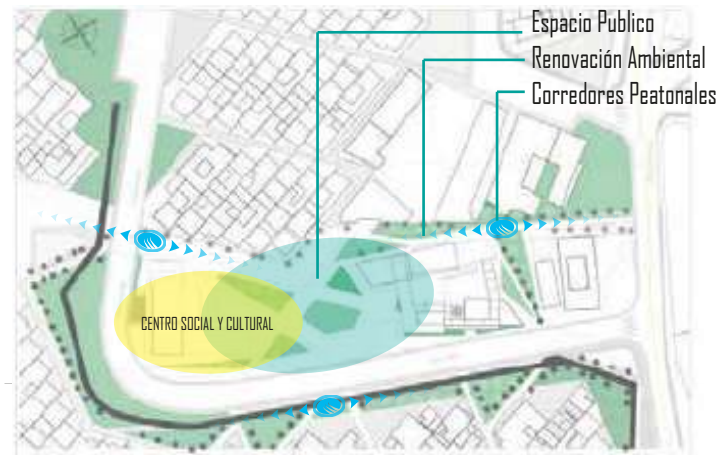 Espacio Publico
Renovación Ambiental
Corredores Peatonales
CENTRO SOCIAL Y CULTURAL